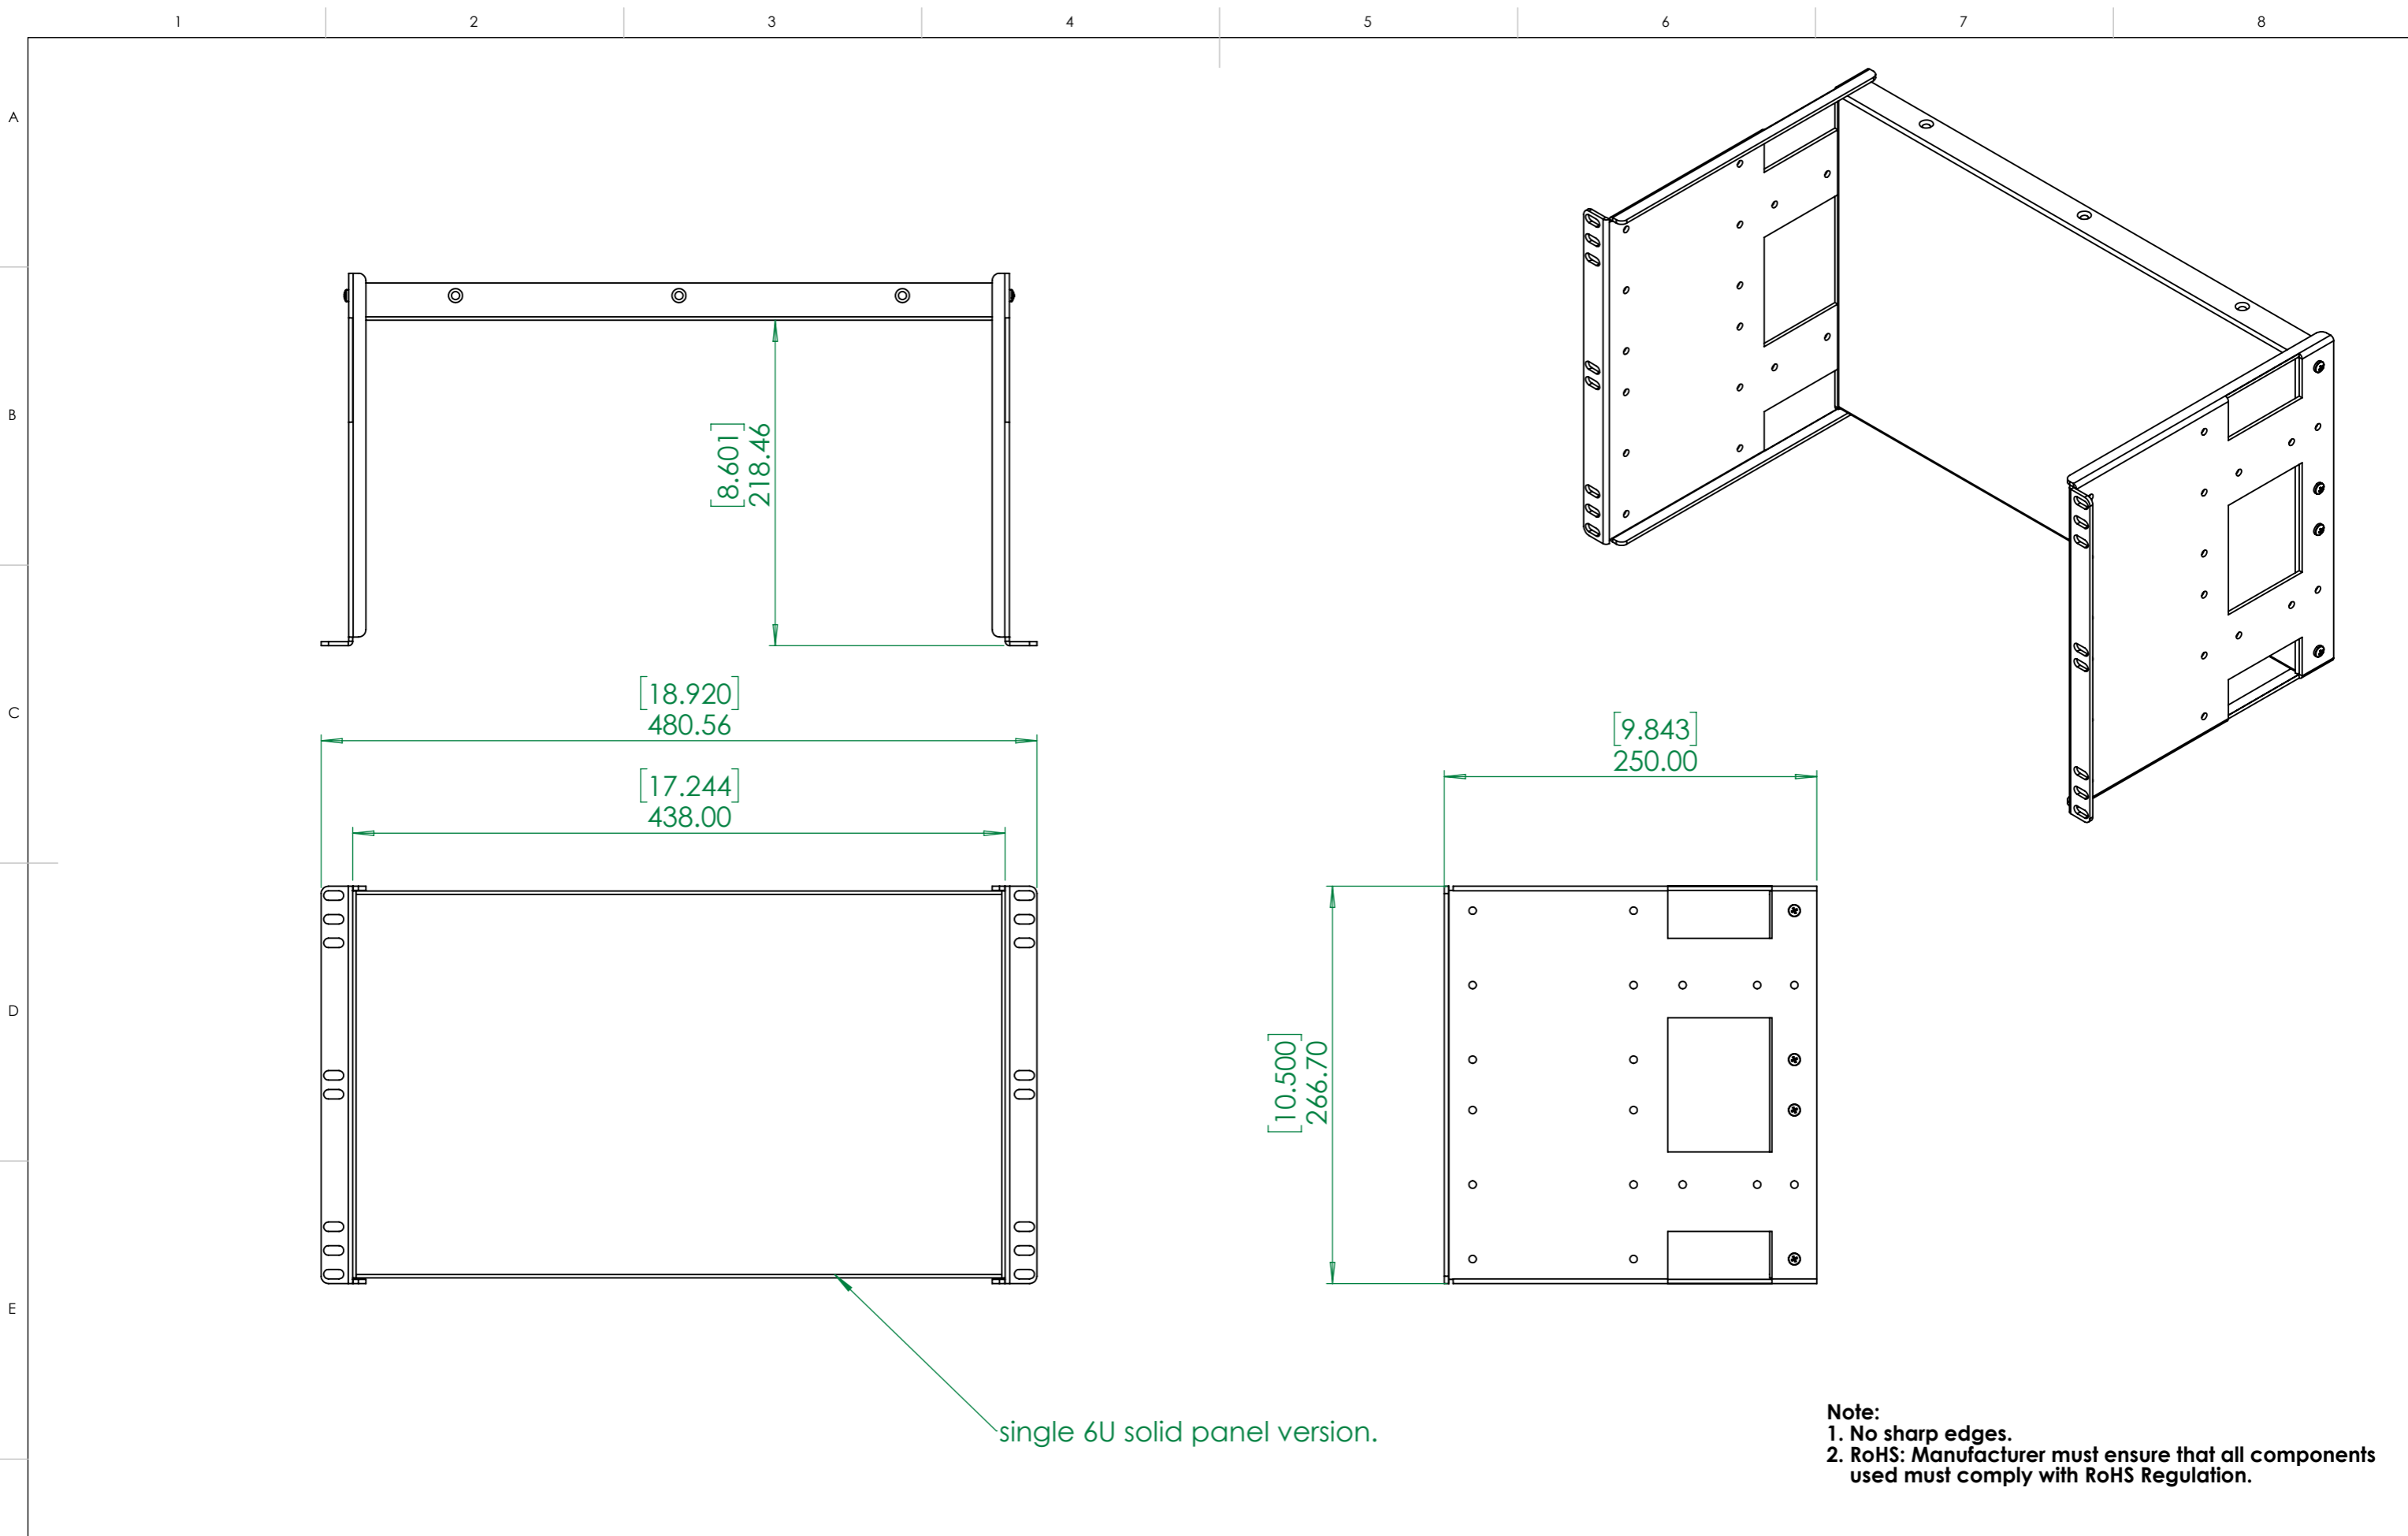 1 2 3 4 5 6 7 8
A
B
C
D
E
[8.601]
218.46
[18.920]
480.56
[17.244]
438.00
[9.843]
250.00
[10.500]
266.70
single 6U solid panel version.
Note:
1. No sharp edges.
2. RoHS: Manufacturer must ensure that all components
used must comply with RoHS Regulation.